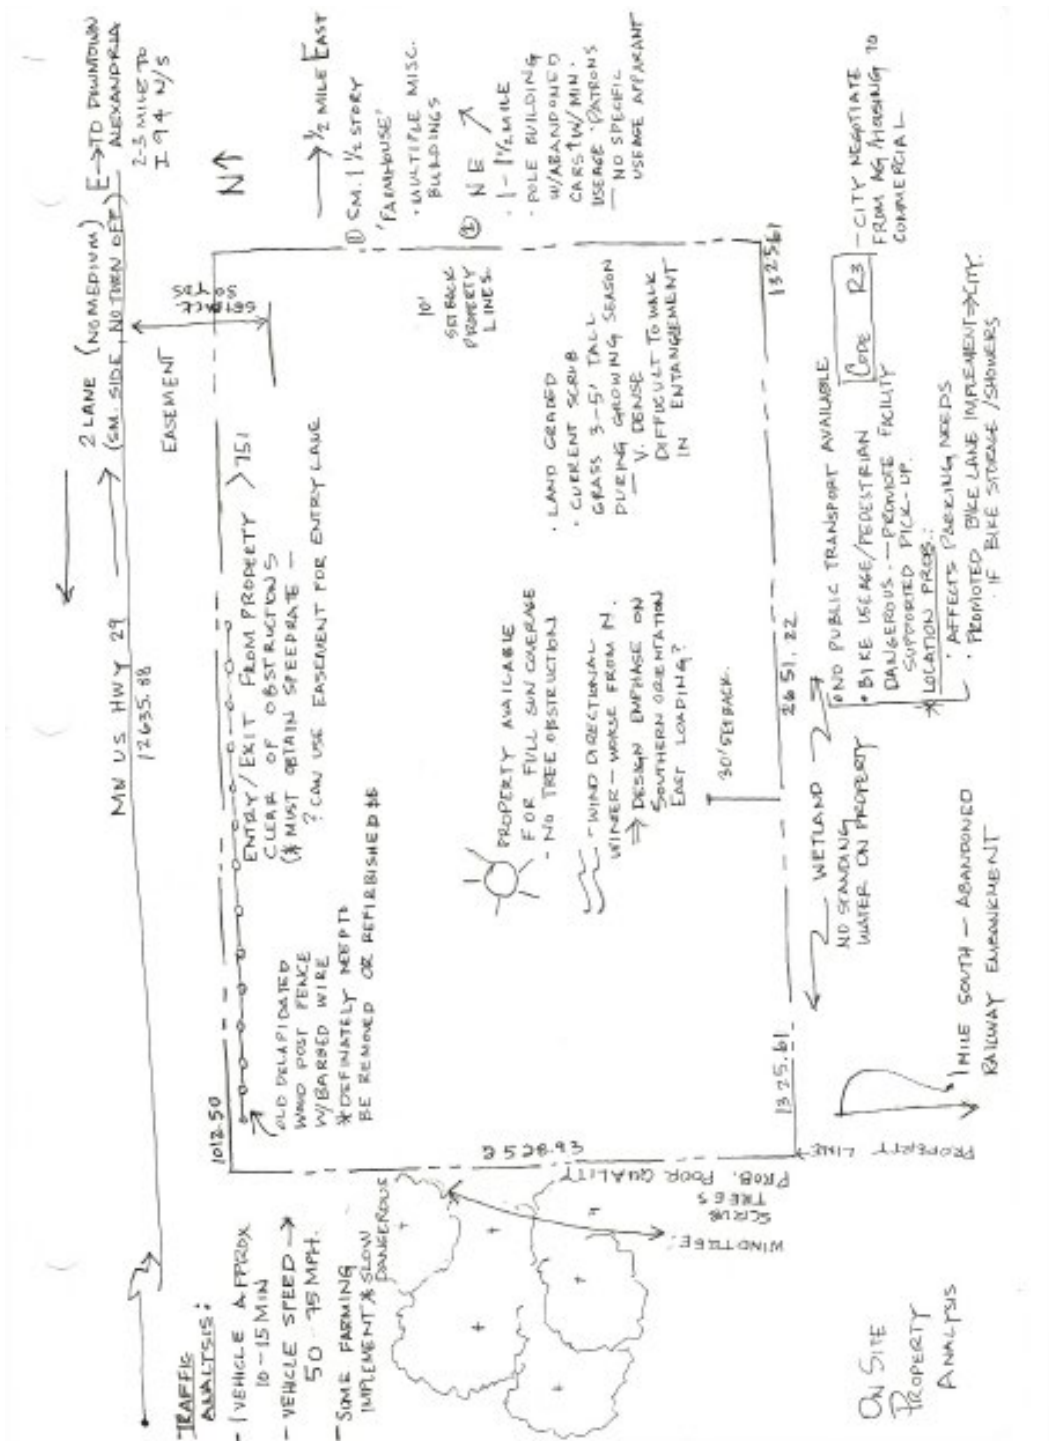 E→TO DOWNTOWN
ALEXANDRIA
2-3 MILE TO
I 94 N/S
2 LANE (NO MEDIUM)
(SM. SIDE, NO TURN OFF)
MN US HWY 29
12635.88
EASEMENT
SETBACK
50 YDS
N↑
TRAFFIC
ANALYSIS:
- 1 VEHICLE APPROX
10-15 MIN
- VEHICLE SPEED →
50-75 MPH.
- SOME FARMING
IMPLEMENT * SLOW
DANGEROUS
1012.50
751
ENTRY/EXIT FROM PROPERTY
CLEAR OF OBSTRUCTIONS
(* MUST OBTAIN SPEEDRATE -
? CAN USE EASEMENT FOR ENTRY LANE
OLD DELAPIDATED
WOOD POST FENCE
W/BARBED WIRE
* DEFINATELY NEED TO
BE REMOVED OR REFIRBISHED $$
→ 1/2 MILE EAST
① SM. 1 1/2 STORY
'FARMHOUSE'
· MULTIPLE MISC.
BUILDINGS
② NE ↗
· 1-1 1/2 MILE
· POLE BUILDING
W/ABANDONED
CARS W/MIN.
USEAGE 'PATRONS
- NO SPECIFIC
USEAGE APPARANT
10'
SETBACK
PROPERTY
LINES.
· LAND GRADED
· CURRENT SCRUB
GRASS 3-5' TALL
DURING GROWING SEASON
- V. DENSE
DIFFICULT TO WALK
ENTANGLEMENT
IN
PROPERTY AVAILABLE
FOR FULL SUN COVERAGE
- NO TREE OBSTRUCTION
- WIND DIRECTIONAL
WINTER - WORSE FROM N.
⇒ DESIGN EMPHASE ON
SOUTHERN ORIENTATION
EAST LOADING?
30' SETBACK.
2528.93
WINDTREE:
SCRUB
TREES
PROB. POOR QUALITY
1325.61
2651.22
1325.61
PROPERTY LINE
WETLAND
NO STANDING
WATER ON PROPERTY
1 MILE SOUTH - ABANDONED
RAILWAY EMBANKMENT
· NO PUBLIC TRANSPORT AVAILABLE
· BIKE USEAGE/PEDESTRIAN
DANGEROUS. - PROMOTE FACILITY
SUPPORTED PICK-UP.
* LOCATION PROB.:
· AFFECTS PARKING NEEDS
· PROMOTED BIKE LANE IMPLEMENT→CITY.
· IF BIKE STORAGE/SHOWERS
CODE R3
- CITY NEGOTIATE
FROM AG/HOUSING TO
COMMERCIAL
ON SITE
PROPERTY
ANALYSIS